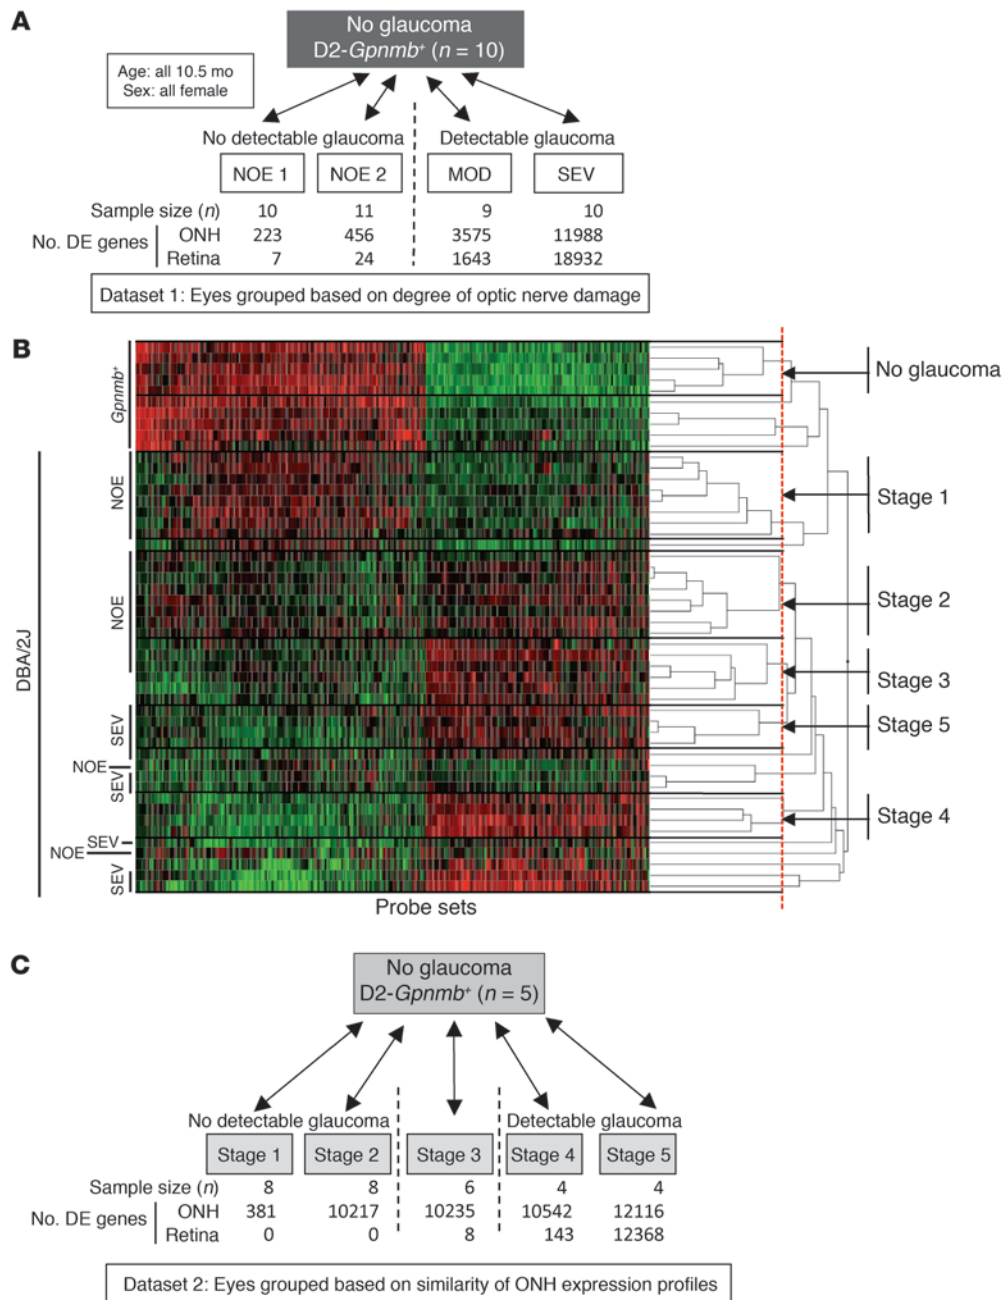 A
No glaucoma
D2-Gpnmb+ (n = 10)
Age: all 10.5 mo
Sex: all female
No detectable glaucoma
Detectable glaucoma
NOE 1
NOE 2
MOD
SEV
Sample size (n) 10 11 9 10
No. DE genes
ONH 223 456 3575 11988
Retina 7 24 1643 18932
Dataset 1: Eyes grouped based on degree of optic nerve damage
B
Gpnmb+
DBA/2J
NOE
NOE
SEV
NOE
SEV
SEV
NOE
SEV
No glaucoma
Stage 1
Stage 2
Stage 3
Stage 5
Stage 4
Probe sets
C
No glaucoma
D2-Gpnmb+ (n = 5)
No detectable glaucoma
Detectable glaucoma
Stage 1
Stage 2
Stage 3
Stage 4
Stage 5
Sample size (n) 8 8 6 4 4
No. DE genes
ONH 381 10217 10235 10542 12116
Retina 0 0 8 143 12368
Dataset 2: Eyes grouped based on similarity of ONH expression profiles